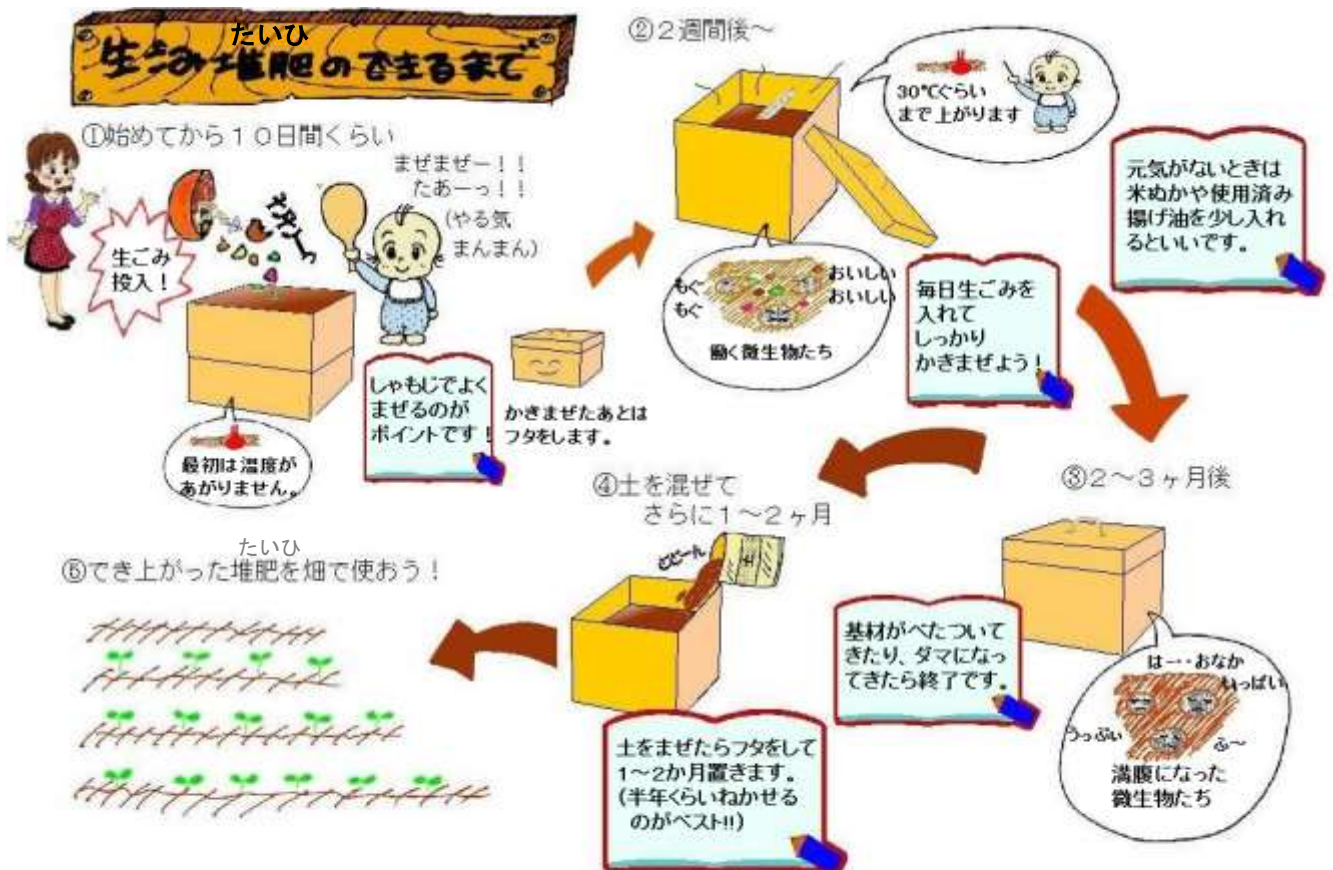 たいひ
生ごみ堆肥のできるまで
①始めてから１０日間くらい
生ごみ
投入！
まぜまぜー！！
たあーっ！！
(やる気
まんまん)
最初は温度が
あがりません。
しゃもじでよく
まぜるのが
ポイントです！
かきまぜたあとは
フタをします。
②２週間後～
30℃ぐらい
まで上がります
もぐ
もぐ
おいしい
おいしい
働く微生物たち
毎日生ごみを
入れて
しっかり
かきまぜよう！
元気がないときは
米ぬかや使用済み
揚げ油を少し入れ
るといいです。
③２～３ヶ月後
は－・・おなか
いっぱい
うっぷい
ふ～
満腹になった
微生物たち
基材がべたついて
きたり、ダマになっ
てきたら終了です。
④土を混ぜて
さらに１～２ヶ月
土
土をまぜたらフタをして
1～2か月置きます。
(半年くらいねかせる
のがベスト!!)
たいひ
⑥でき上がった堆肥を畑で使おう！